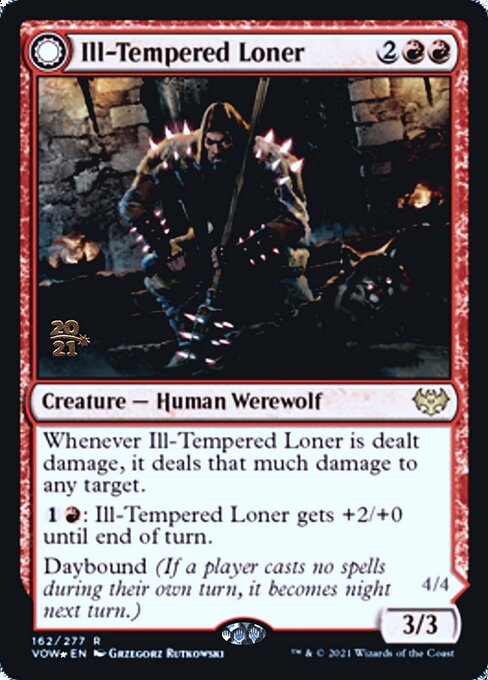 Ill-Tempered Loner 2
20
21
Creature — Human Werewolf
Whenever Ill-Tempered Loner is dealt
damage, it deals that much damage to
any target.
1 : Ill-Tempered Loner gets +2/+0
until end of turn.
Daybound (If a player casts no spells
during their own turn, it becomes night
next turn.)
4/4
3/3
162/277 R
VOW★EN Grzegorz Rutkowski
™ & © 2021 Wizards of the Coast